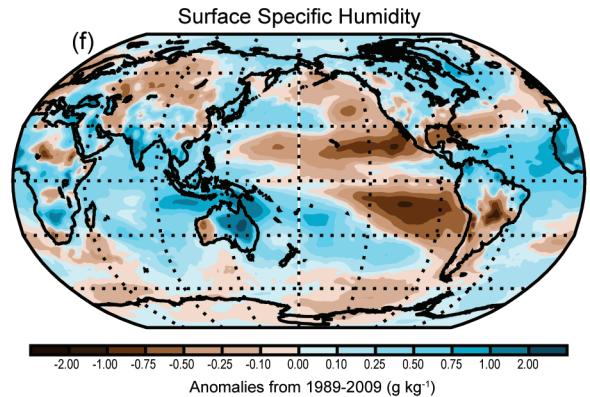 Surface Specific Humidity
(f)
-2.00 -1.00 -0.75 -0.50 -0.25 -0.10 0.00 0.10 0.25 0.50 0.75 1.00 2.00
Anomalies from 1989-2009 (g kg⁻¹)